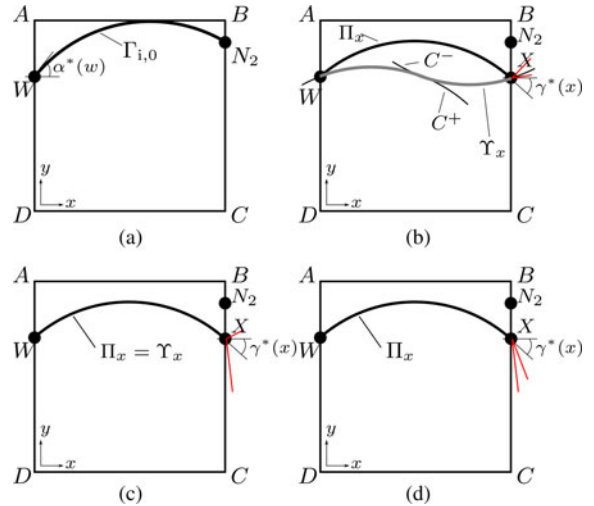 A B A B
Γi,0 N2 Πx C− N2
α*(w) X
W W γ*(x)
C+ Υx
y y
D x C D x C
(a) (b)
A B A B
N2 N2
W X W X
Πx = Υx γ*(x) Πx γ*(x)
y y
D x C D x C
(c) (d)